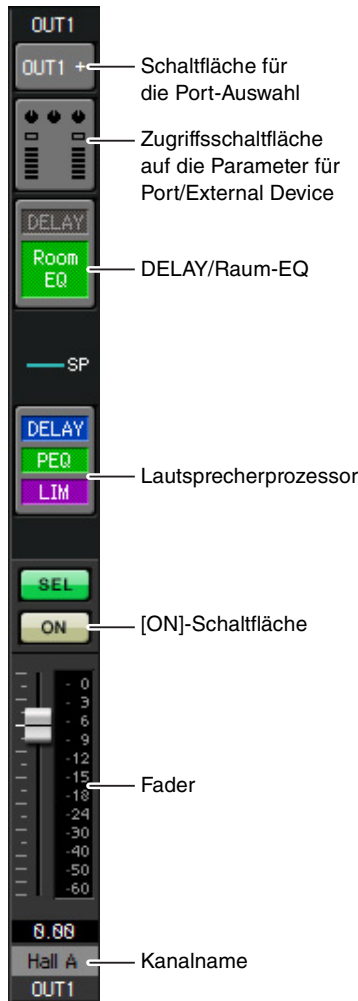 OUT1
OUT1 +
Schaltfläche für
die Port-Auswahl
Zugriffsschaltfläche
auf die Parameter für
Port/External Device
DELAY
Room
EQ
DELAY/Raum-EQ
SP
DELAY
PEQ
LIM
Lautsprecherprozessor
SEL
ON
[ON]-Schaltfläche
- 0
- 3
- 6
- 9
-12
-15
-18
-24
-30
-40
-50
-60
Fader
0.00
Hall A
Kanalname
OUT1